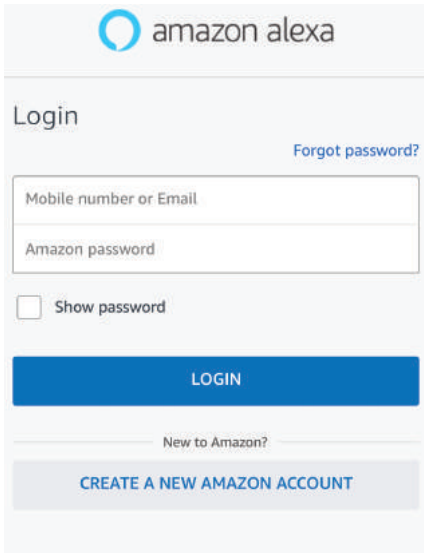 amazon alexa
Login
Forgot password?
Mobile number or Email
Amazon password
Show password
LOGIN
New to Amazon?
CREATE A NEW AMAZON ACCOUNT